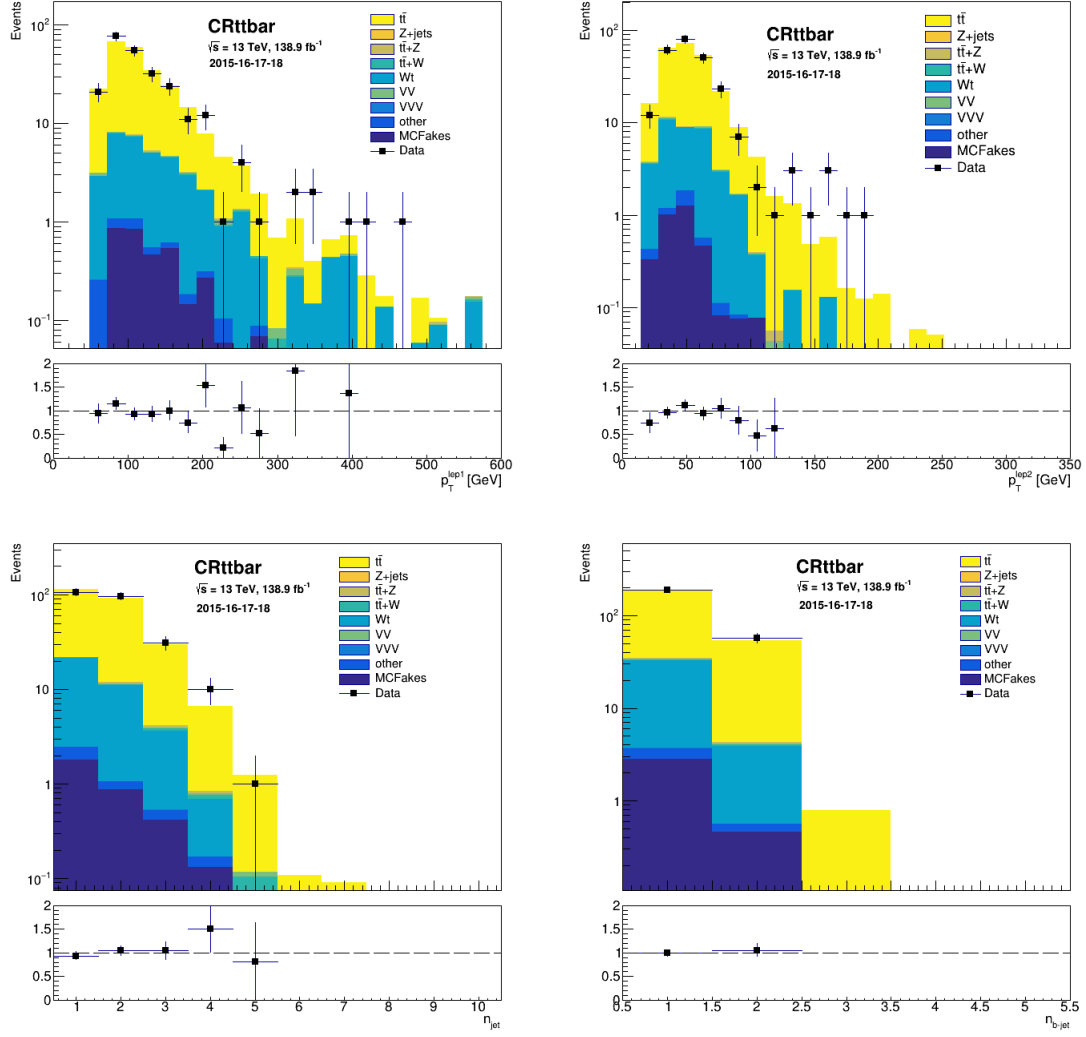 Events
10²
10
1
10⁻¹
CRttbar
√s = 13 TeV, 138.9 fb⁻¹
2015-16-17-18
tt̄
Z+jets
tt̄+Z
tt̄+W
Wt
VV
VVV
other
MCFakes
Data
2
1.5
1
0.5
0
0 100 200 300 400 500 600
p_T^lep1 [GeV]
Events
10²
10
1
10⁻¹
CRttbar
√s = 13 TeV, 138.9 fb⁻¹
2015-16-17-18
tt̄
Z+jets
tt̄+Z
tt̄+W
Wt
VV
VVV
other
MCFakes
Data
2
1.5
1
0.5
0
0 50 100 150 200 250 300 350
p_T^lep2 [GeV]
Events
10²
10
1
10⁻¹
CRttbar
√s = 13 TeV, 138.9 fb⁻¹
2015-16-17-18
tt̄
Z+jets
tt̄+Z
tt̄+W
Wt
VV
VVV
other
MCFakes
Data
2
1.5
1
0.5
0
1 2 3 4 5 6 7 8 9 10
n_jet
Events
10²
10
1
CRttbar
√s = 13 TeV, 138.9 fb⁻¹
2015-16-17-18
tt̄
Z+jets
tt̄+Z
tt̄+W
Wt
VV
VVV
other
MCFakes
Data
2
1.5
1
0.5
0
0.5 1 1.5 2 2.5 3 3.5 4 4.5 5 5.5
n_b-jet